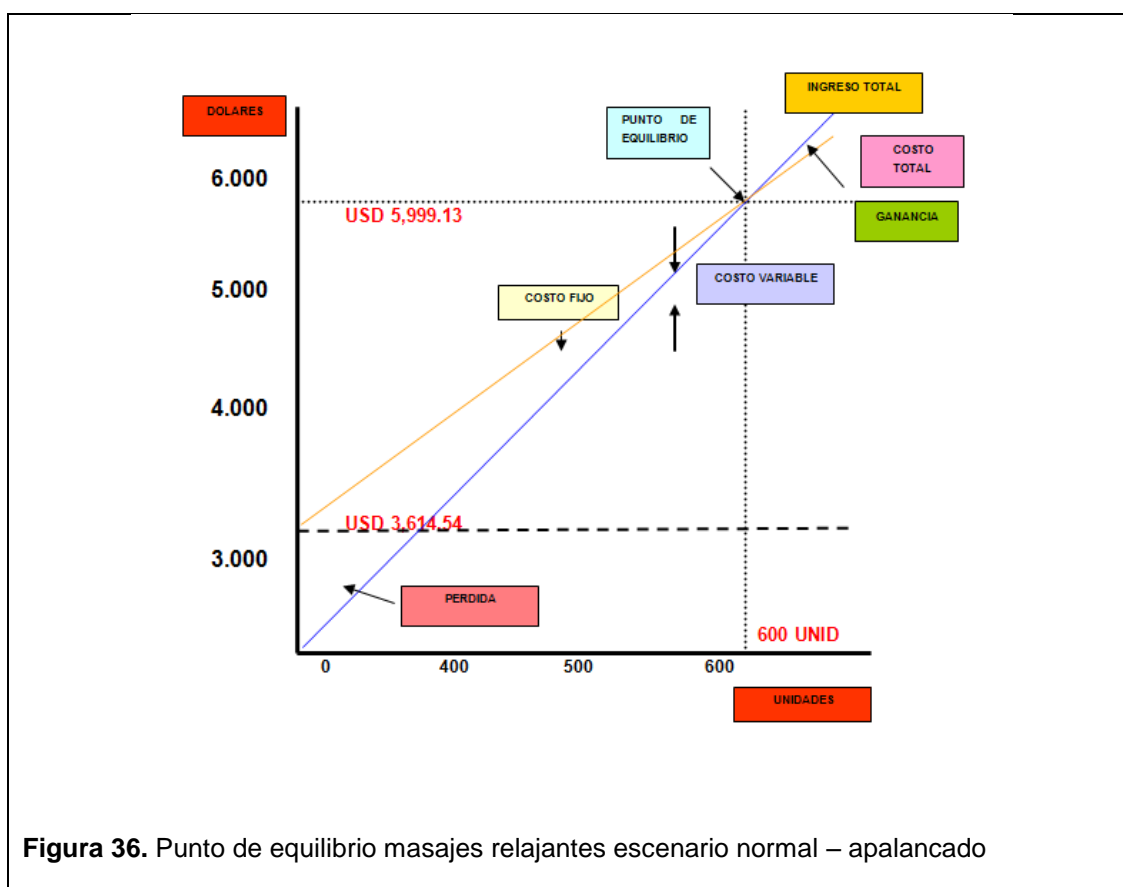 INGRESO TOTAL
DOLARES
PUNTO DE
EQUILIBRIO
COSTO
TOTAL
6.000
USD 5,999.13
GANANCIA
COSTO VARIABLE
5.000
COSTO FIJO
4.000
USD 3,614.54
3.000
PERDIDA
600 UNID
0 400 500 600
UNIDADES
Figura 36. Punto de equilibrio masajes relajantes escenario normal – apalancado